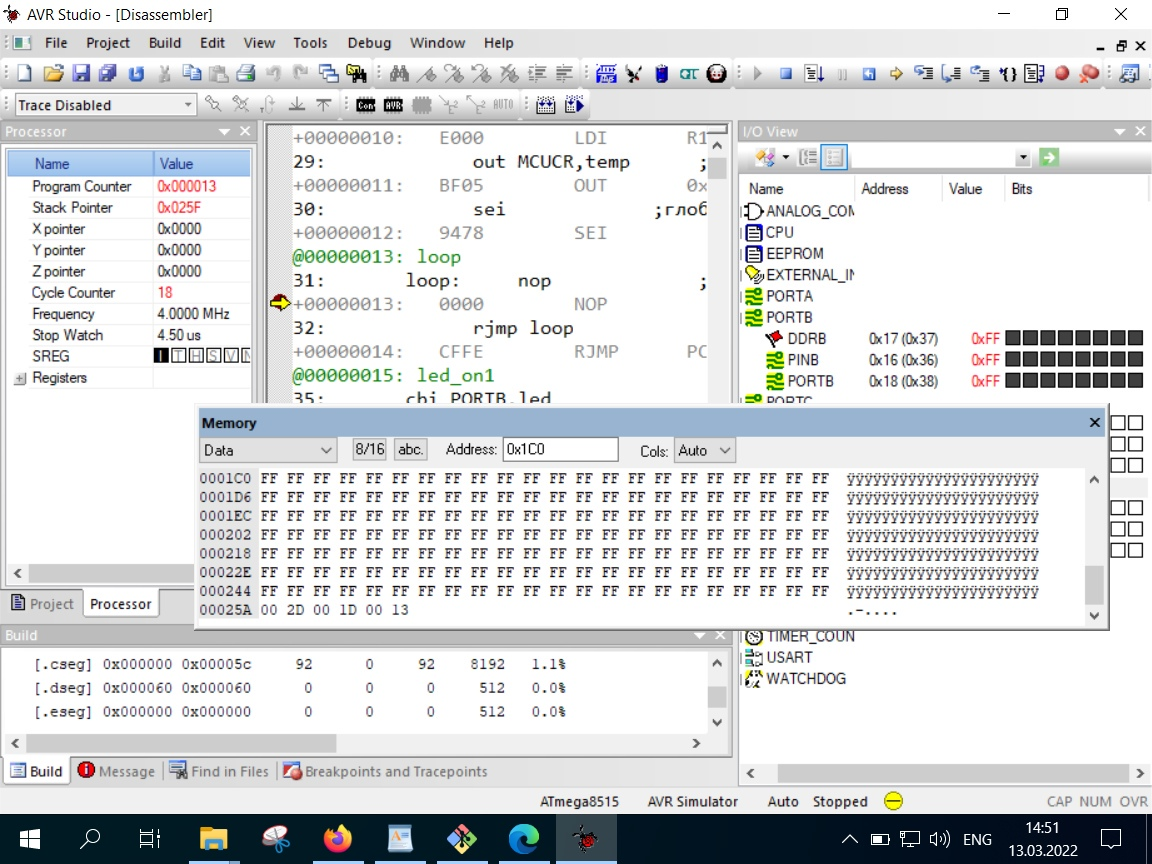 AVR Studio - [Disassembler]
File Project Build Edit View Tools Debug Window Help
Trace Disabled
Con AVR AUTO
Processor
Name Value
Program Counter 0x000013
Stack Pointer 0x025F
X pointer 0x0000
Y pointer 0x0000
Z pointer 0x0000
Cycle Counter 18
Frequency 4.0000 MHz
Stop Watch 4.50 us
SREG I T H S V N
Registers
Project Processor
+00000010: E000 LDI R1
29: out MCUCR,temp ;
+00000011: BF05 OUT 0x
30: sei ;глоб
+00000012: 9478 SEI
@00000013: loop
31: loop: nop ;
+00000013: 0000 NOP
32: rjmp loop
+00000014: CFFE RJMP PC
@00000015: led_on1
35: cbi PORTB,led
I/O View
Name Address Value Bits
ANALOG_COM
CPU
EEPROM
EXTERNAL_IN
PORTA
PORTB
DDRB 0x17 (0x37) 0xFF
PINB 0x16 (0x36) 0xFF
PORTB 0x18 (0x38) 0xFF
PORTC
TIMER_COUN
USART
WATCHDOG
Memory
Data 8/16 abc. Address: 0x1C0 Cols: Auto
0001C0 FF FF FF FF FF FF FF FF FF FF FF FF FF FF FF FF FF FF FF FF FF FF ÿÿÿÿÿÿÿÿÿÿÿÿÿÿÿÿÿÿÿÿÿÿ
0001D6 FF FF FF FF FF FF FF FF FF FF FF FF FF FF FF FF FF FF FF FF FF FF ÿÿÿÿÿÿÿÿÿÿÿÿÿÿÿÿÿÿÿÿÿÿ
0001EC FF FF FF FF FF FF FF FF FF FF FF FF FF FF FF FF FF FF FF FF FF FF ÿÿÿÿÿÿÿÿÿÿÿÿÿÿÿÿÿÿÿÿÿÿ
000202 FF FF FF FF FF FF FF FF FF FF FF FF FF FF FF FF FF FF FF FF FF FF ÿÿÿÿÿÿÿÿÿÿÿÿÿÿÿÿÿÿÿÿÿÿ
000218 FF FF FF FF FF FF FF FF FF FF FF FF FF FF FF FF FF FF FF FF FF FF ÿÿÿÿÿÿÿÿÿÿÿÿÿÿÿÿÿÿÿÿÿÿ
00022E FF FF FF FF FF FF FF FF FF FF FF FF FF FF FF FF FF FF FF FF FF FF ÿÿÿÿÿÿÿÿÿÿÿÿÿÿÿÿÿÿÿÿÿÿ
000244 FF FF FF FF FF FF FF FF FF FF FF FF FF FF FF FF FF FF FF FF FF FF ÿÿÿÿÿÿÿÿÿÿÿÿÿÿÿÿÿÿÿÿÿÿ
00025A 00 2D 00 1D 00 13 .-....
Build
[.cseg] 0x000000 0x00005c 92 0 92 8192 1.1%
[.dseg] 0x000060 0x000060 0 0 0 512 0.0%
[.eseg] 0x000000 0x000000 0 0 0 512 0.0%
Build Message Find in Files Breakpoints and Tracepoints
ATmega8515 AVR Simulator Auto Stopped CAP NUM OVR
ENG
14:51
13.03.2022